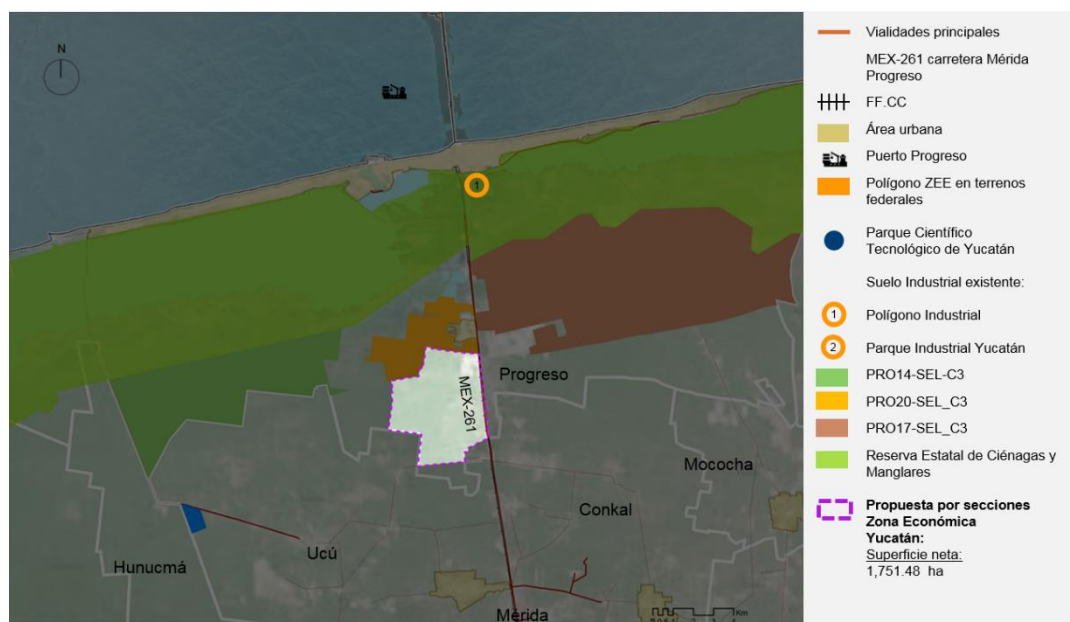 N
1
Progreso
MEX-261
Mococha
Conkal
Ucú
Hunucmá
Mérida
Km
Vialidades principales
MEX-261 carretera Mérida
Progreso
FF.CC
Área urbana
Puerto Progreso
Polígono ZEE en terrenos
federales
Parque Científico
Tecnológico de Yucatán
Suelo Industrial existente:
1 Polígono Industrial
2 Parque Industrial Yucatán
PRO14-SEL-C3
PRO20-SEL_C3
PRO17-SEL_C3
Reserva Estatal de Ciénagas y
Manglares
Propuesta por secciones
Zona Económica
Yucatán:
Superficie neta:
1,751.48 ha